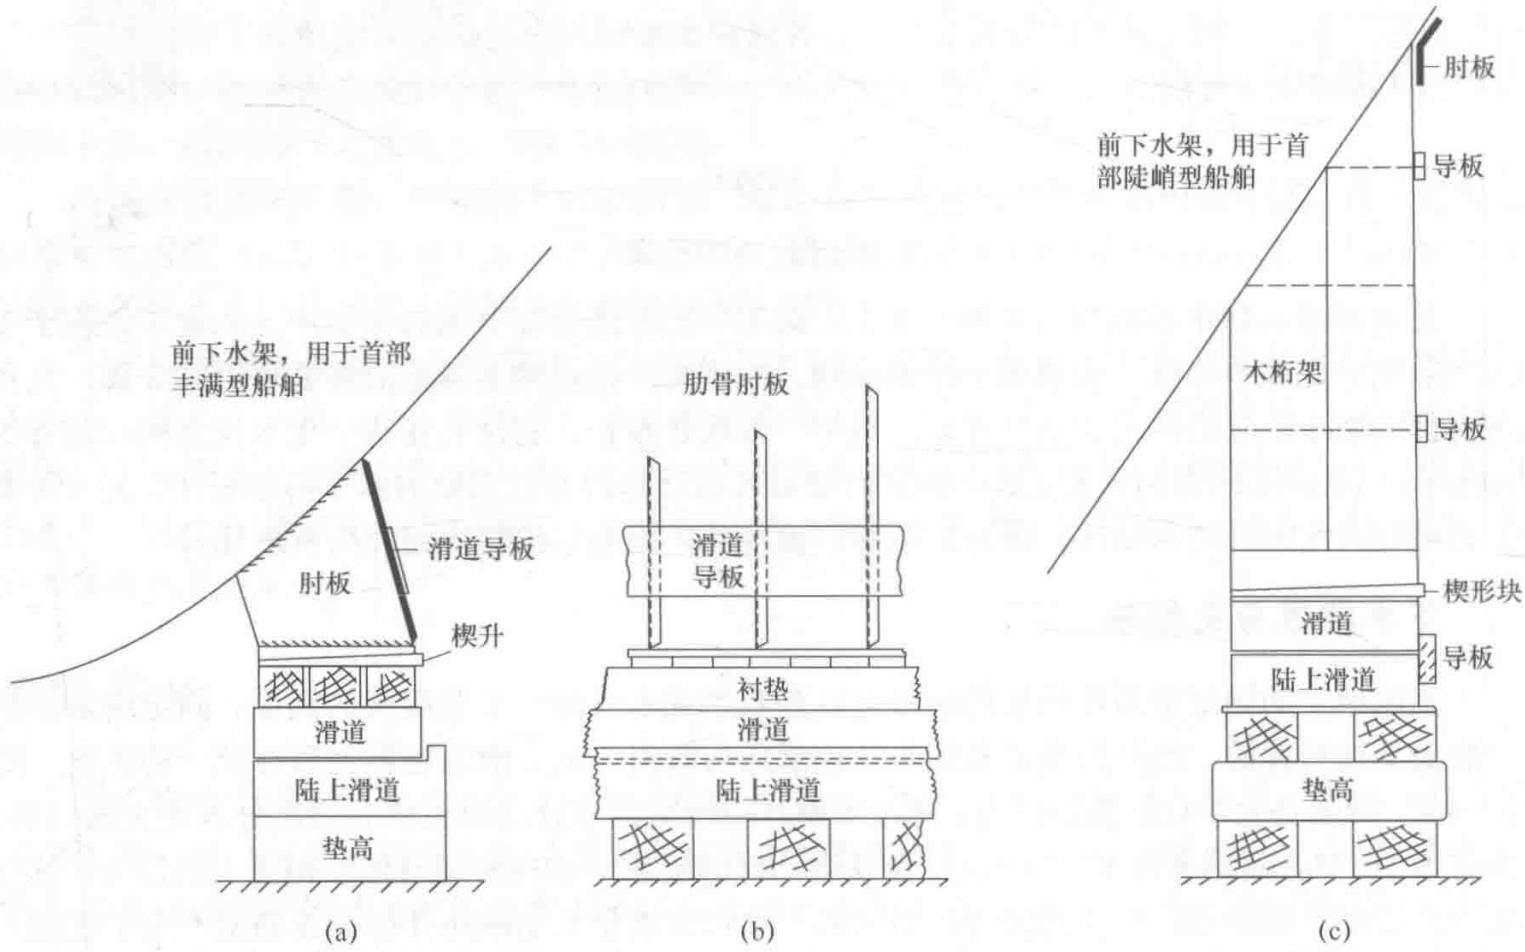 前下水架，用于首部
丰满型船舶
肘板
滑道导板
楔升
滑道
陆上滑道
垫高
(a)
肋骨肘板
滑道
导板
衬垫
滑道
陆上滑道
(b)
前下水架，用于首
部陡峭型船舶
肘板
导板
木桁架
导板
楔形块
滑道
导板
陆上滑道
垫高
(c)